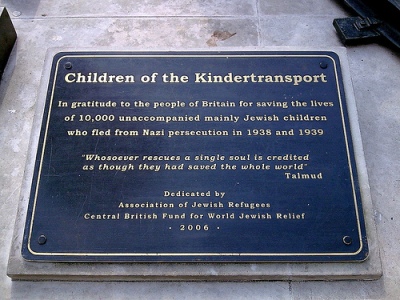 Children of the Kindertransport
In gratitude to the people of Britain for saving the lives
of 10,000 unaccompanied mainly Jewish children
who fled from Nazi persecution in 1938 and 1939
"Whosoever rescues a single soul is credited
as though they had saved the whole world"
Talmud
Dedicated by
Association of Jewish Refugees
Central British Fund for World Jewish Relief
· 2006 ·